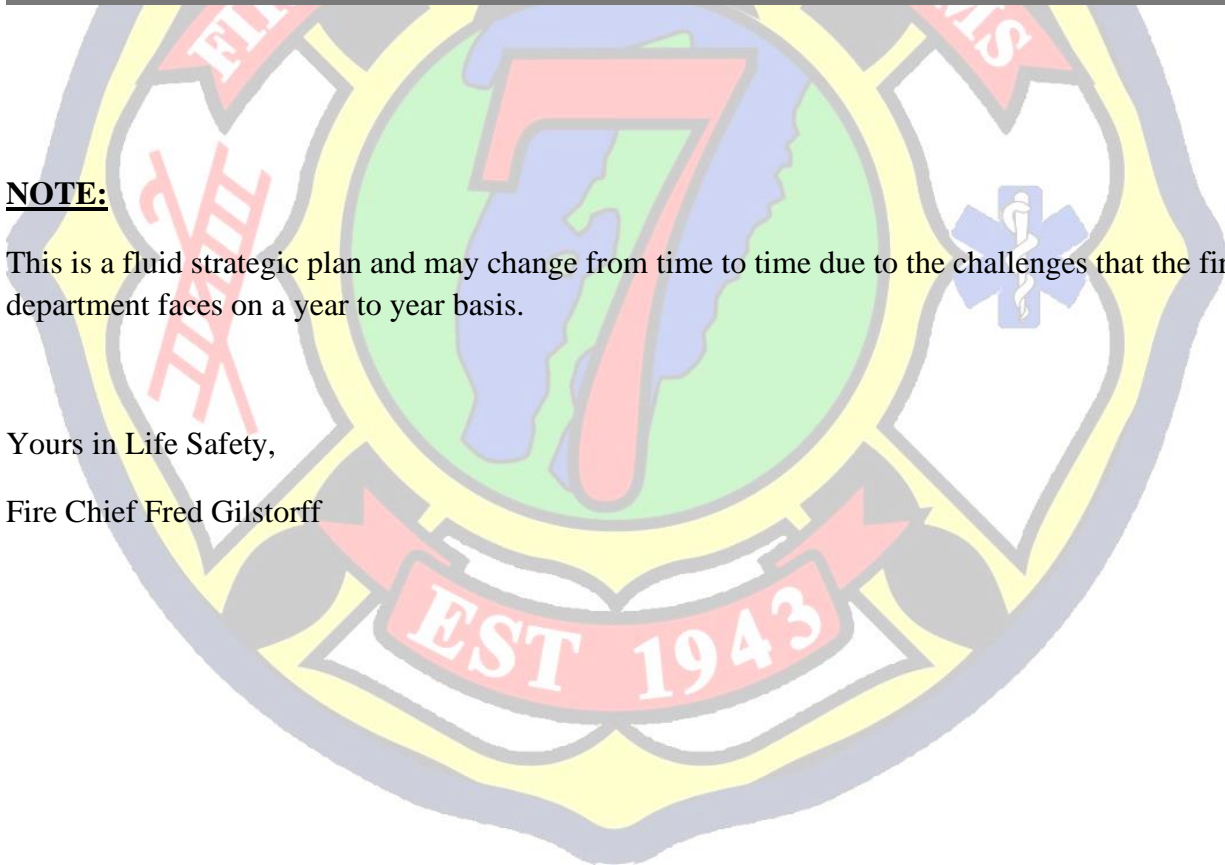 7
NOTE:
This is a fluid strategic plan and may change from time to time due to the challenges that the
department faces on a year to year basis.
Yours in Life Safety,
Fire Chief Fred Gilstorff
EST 1943